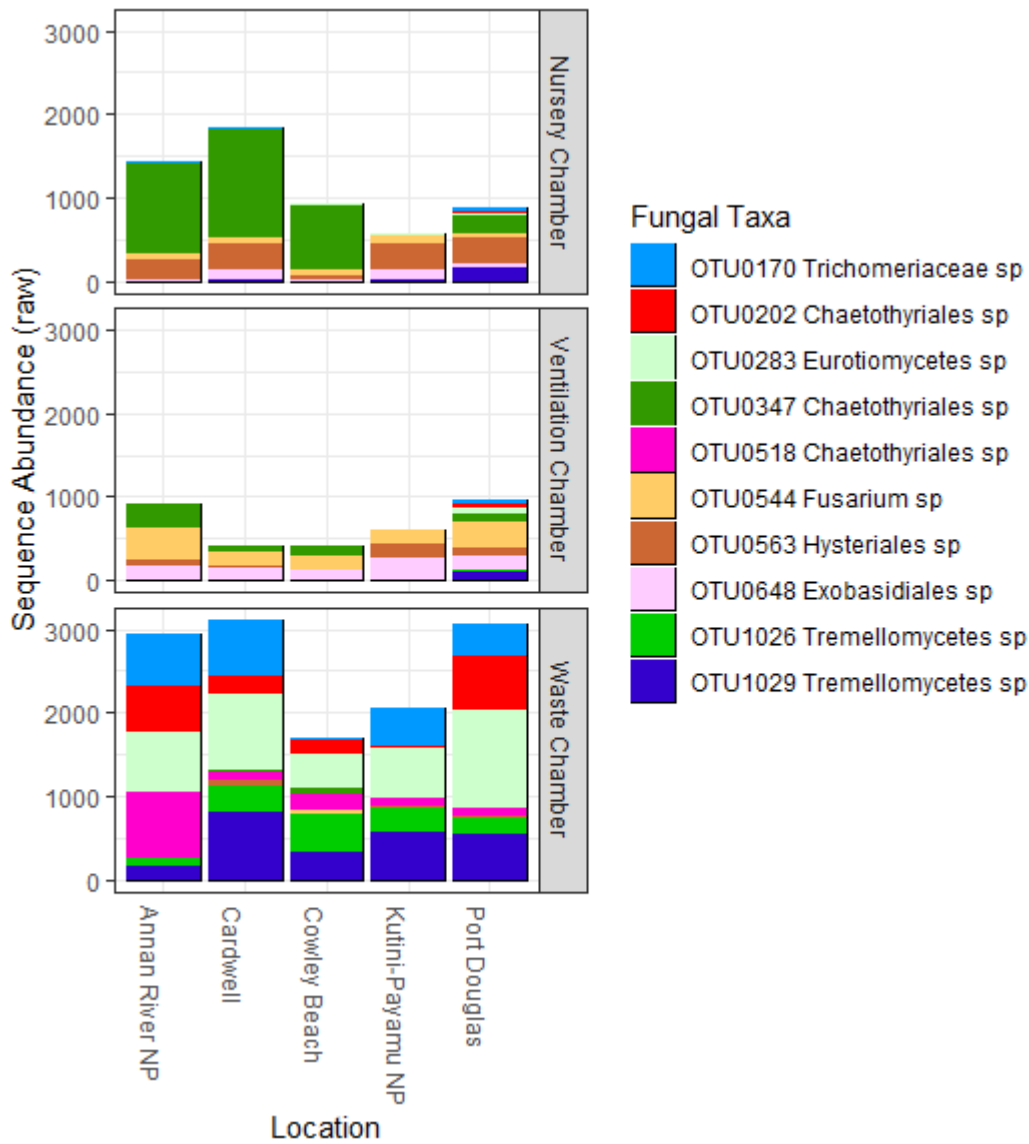 Sequence Abundance (raw)
3000
2000
1000
0
Nursery Chamber
3000
2000
1000
0
Ventilation Chamber
3000
2000
1000
0
Waste Chamber
Annan River NP
Cardwell
Cowley Beach
Kutini-Payamu NP
Port Douglas
Location
Fungal Taxa
OTU0170 Trichomeriaceae sp
OTU0202 Chaetothyriales sp
OTU0283 Eurotiomycetes sp
OTU0347 Chaetothyriales sp
OTU0518 Chaetothyriales sp
OTU0544 Fusarium sp
OTU0563 Hysteriales sp
OTU0648 Exobasidiales sp
OTU1026 Tremellomycetes sp
OTU1029 Tremellomycetes sp